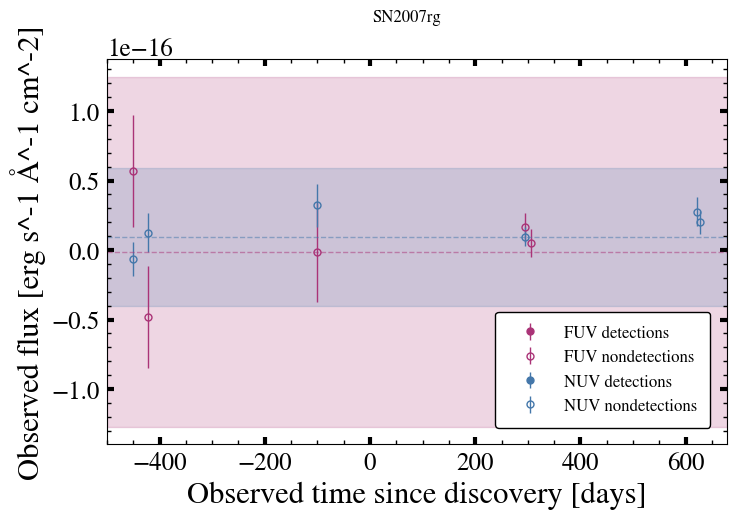 SN2007rg
1e−16
Observed flux [erg s^-1 Å^-1 cm^-2]
1.0
0.5
0.0
−0.5
−1.0
FUV detections
FUV nondetections
NUV detections
NUV nondetections
−400 −200 0 200 400 600
Observed time since discovery [days]